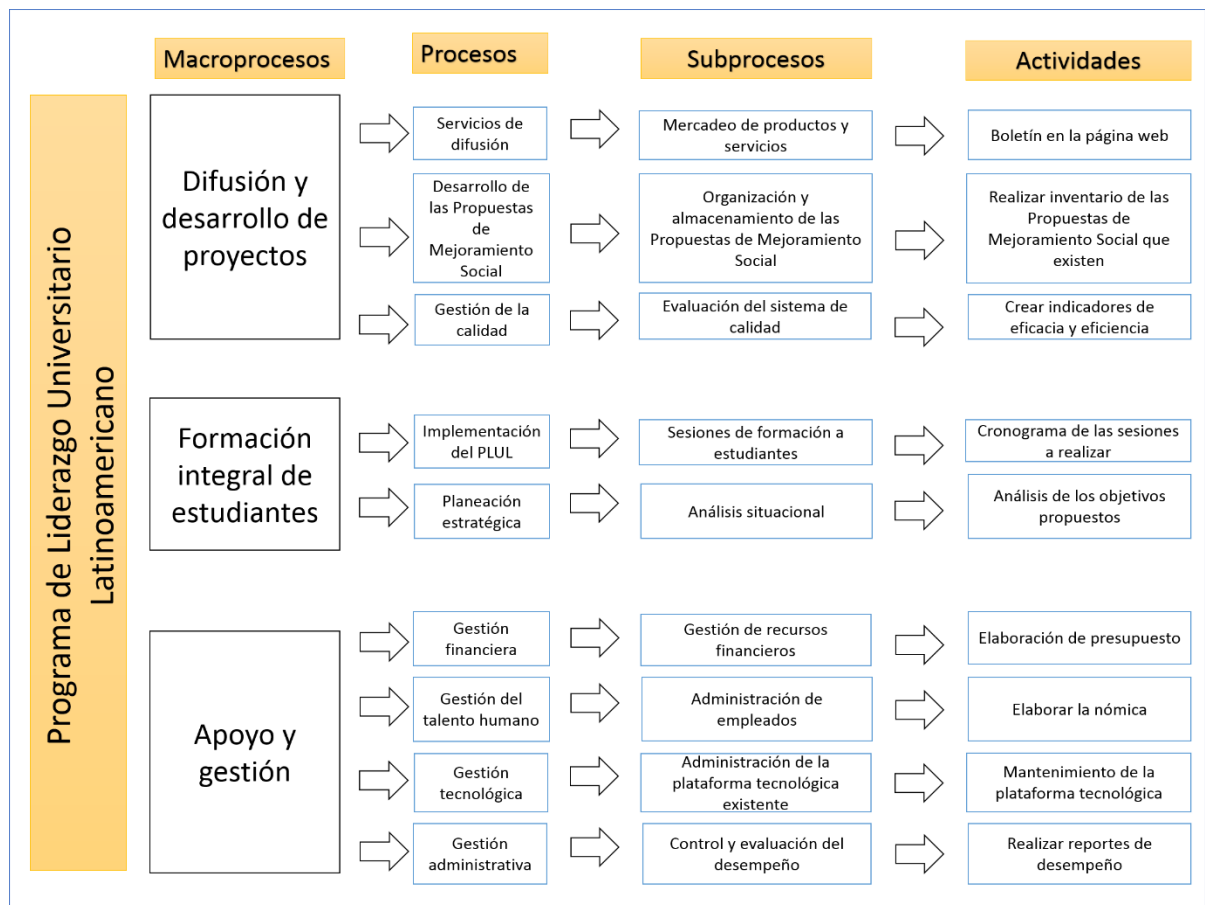 Macroprocesos
Procesos
Subprocesos
Actividades
Programa de Liderazgo Universitario
Latinoamericano
Difusión y
desarrollo de
proyectos
Servicios de
difusión
Mercadeo de productos y
servicios
Boletín en la página web
Desarrollo de
las Propuestas
de
Mejoramiento
Social
Organización y
almacenamiento de las
Propuestas de Mejoramiento
Social
Realizar inventario de las
Propuestas de
Mejoramiento Social que
existen
Gestión de la
calidad
Evaluación del sistema de
calidad
Crear indicadores de
eficacia y eficiencia
Formación
integral de
estudiantes
Implementación
del PLUL
Sesiones de formación a
estudiantes
Cronograma de las sesiones
a realizar
Planeación
estratégica
Análisis situacional
Análisis de los objetivos
propuestos
Apoyo y
gestión
Gestión
financiera
Gestión de recursos
financieros
Elaboración de presupuesto
Gestión del
talento humano
Administración de
empleados
Elaborar la nómica
Gestión
tecnológica
Administración de la
plataforma tecnológica
existente
Mantenimiento de la
plataforma tecnológica
Gestión
administrativa
Control y evaluación del
desempeño
Realizar reportes de
desempeño